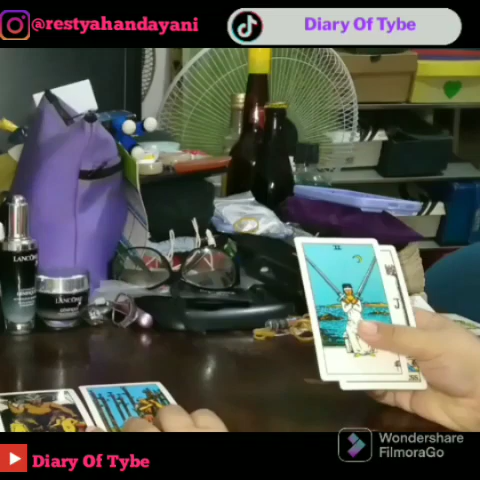 @restyahandayani
Diary Of Tybe
LANCÔME
LANCÔME
II
J
Diary Of Tybe
Wondershare
FilmoraGo